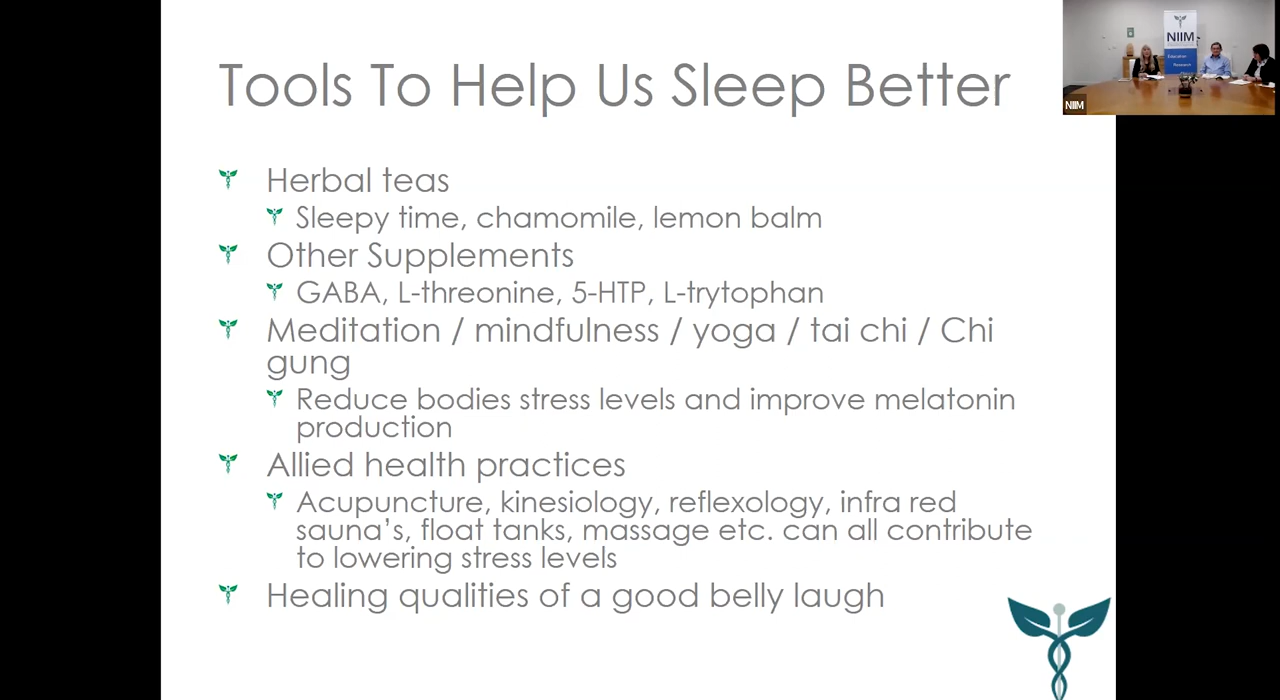 Tools To Help Us Sleep Better
Herbal teas
Sleepy time, chamomile, lemon balm
Other Supplements
GABA, L-threonine, 5-HTP, L-trytophan
Meditation / mindfulness / yoga / tai chi / Chi
gung
Reduce bodies stress levels and improve melatonin
production
Allied health practices
Acupuncture, kinesiology, reflexology, infra red
sauna's, float tanks, massage etc. can all contribute
to lowering stress levels
Healing qualities of a good belly laugh
NIIM
Education
Research
NIIM